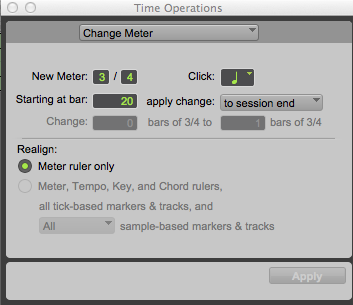 Time Operations
Change Meter
New Meter: 3 / 4 Click:
Starting at bar: 20 apply change: to session end
Change: 0 bars of 3/4 to 1 bars of 3/4
Realign:
Meter ruler only
Meter, Tempo, Key, and Chord rulers,
all tick-based markers & tracks, and
All sample-based markers & tracks
Apply